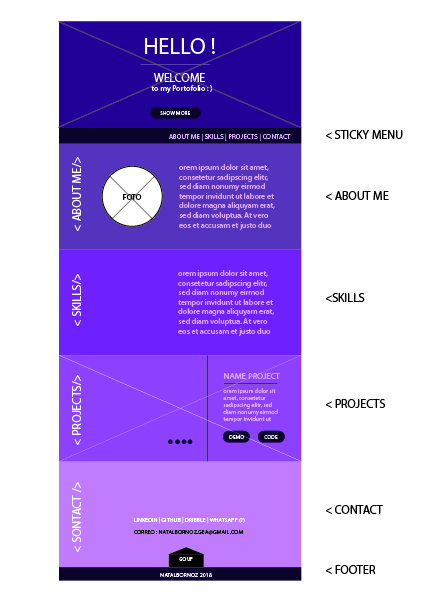 HELLO !
WELCOME
to my Portofolio : )
SHOW MORE
ABOUT ME | SKILLS | PROJECTS | CONTACT
< STICKY MENU
< ABOUT ME/>
FOTO
orem ipsum dolor sit amet,
consetetur sadipscing elitr,
sed diam nonumy eirmod
tempor invidunt ut labore et
dolore magna aliquyam erat,
sed diam voluptua. At vero
eos et accusam et justo duo
< ABOUT ME
< SKILLS/>
orem ipsum dolor sit amet,
consetetur sadipscing elitr,
sed diam nonumy eirmod
tempor invidunt ut labore et
dolore magna aliquyam erat,
sed diam voluptua. At vero
eos et accusam et justo duo
<SKILLS
< PROJECTS/>
NAME PROJECT
orem ipsum dolor sit
amet, consetetur
sadipscing elitr, sed
diam nonumy eirmod
tempor invidunt ut
DEMO
CODE
< PROJECTS
< SONTACT />
LINKEDIN | GITHUB | DRIBBLE | WHATSAPP (?)
CORREO : NATALBORNOZ.GEA@GMAIL.COM
< CONTACT
GO UP
NATALBORNOZ 2018
< FOOTER